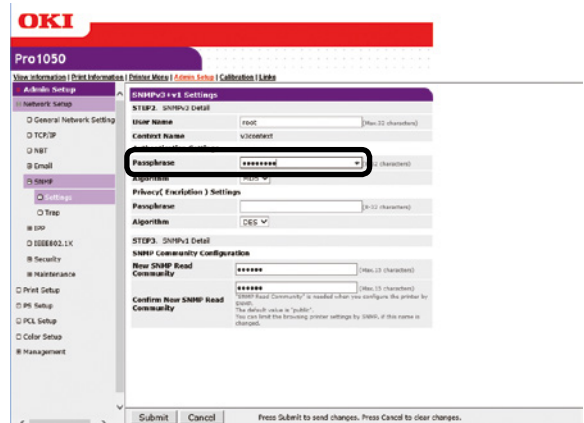 OKI
Pro1050
View Information | Print Information | Printer Menu | Admin Setup | Calibration | Links
Admin Setup
Network Setup
General Network Setting
TCP/IP
NBT
Email
SNMP
Settings
Trap
IPP
IEEE802.1X
Security
Maintenance
Print Setup
PS Setup
PCL Setup
Color Setup
Management
SNMPv3+v1 Settings
STEP2. SNMPv3 Detail
User Name root (Max.32 characters)
Context Name v3context
Passphrase •••••••• characters)
Algorithm MD5
Privacy( Encription ) Settings
Passphrase (8-32 characters)
Algorithm DES
STEP3. SNMPv1 Detail
SNMP Community Configuration
New SNMP Read Community •••••• (Max.15 characters)
Confirm New SNMP Read Community •••••• (Max.15 characters)
"SNMP Read Community" is needed when you configure the printer by
SNMP.
The default value is "public".
You can limit the browsing printer settings by SNMP, if this name is
changed.
Submit Cancel Press Submit to send changes. Press Cancel to clear changes.